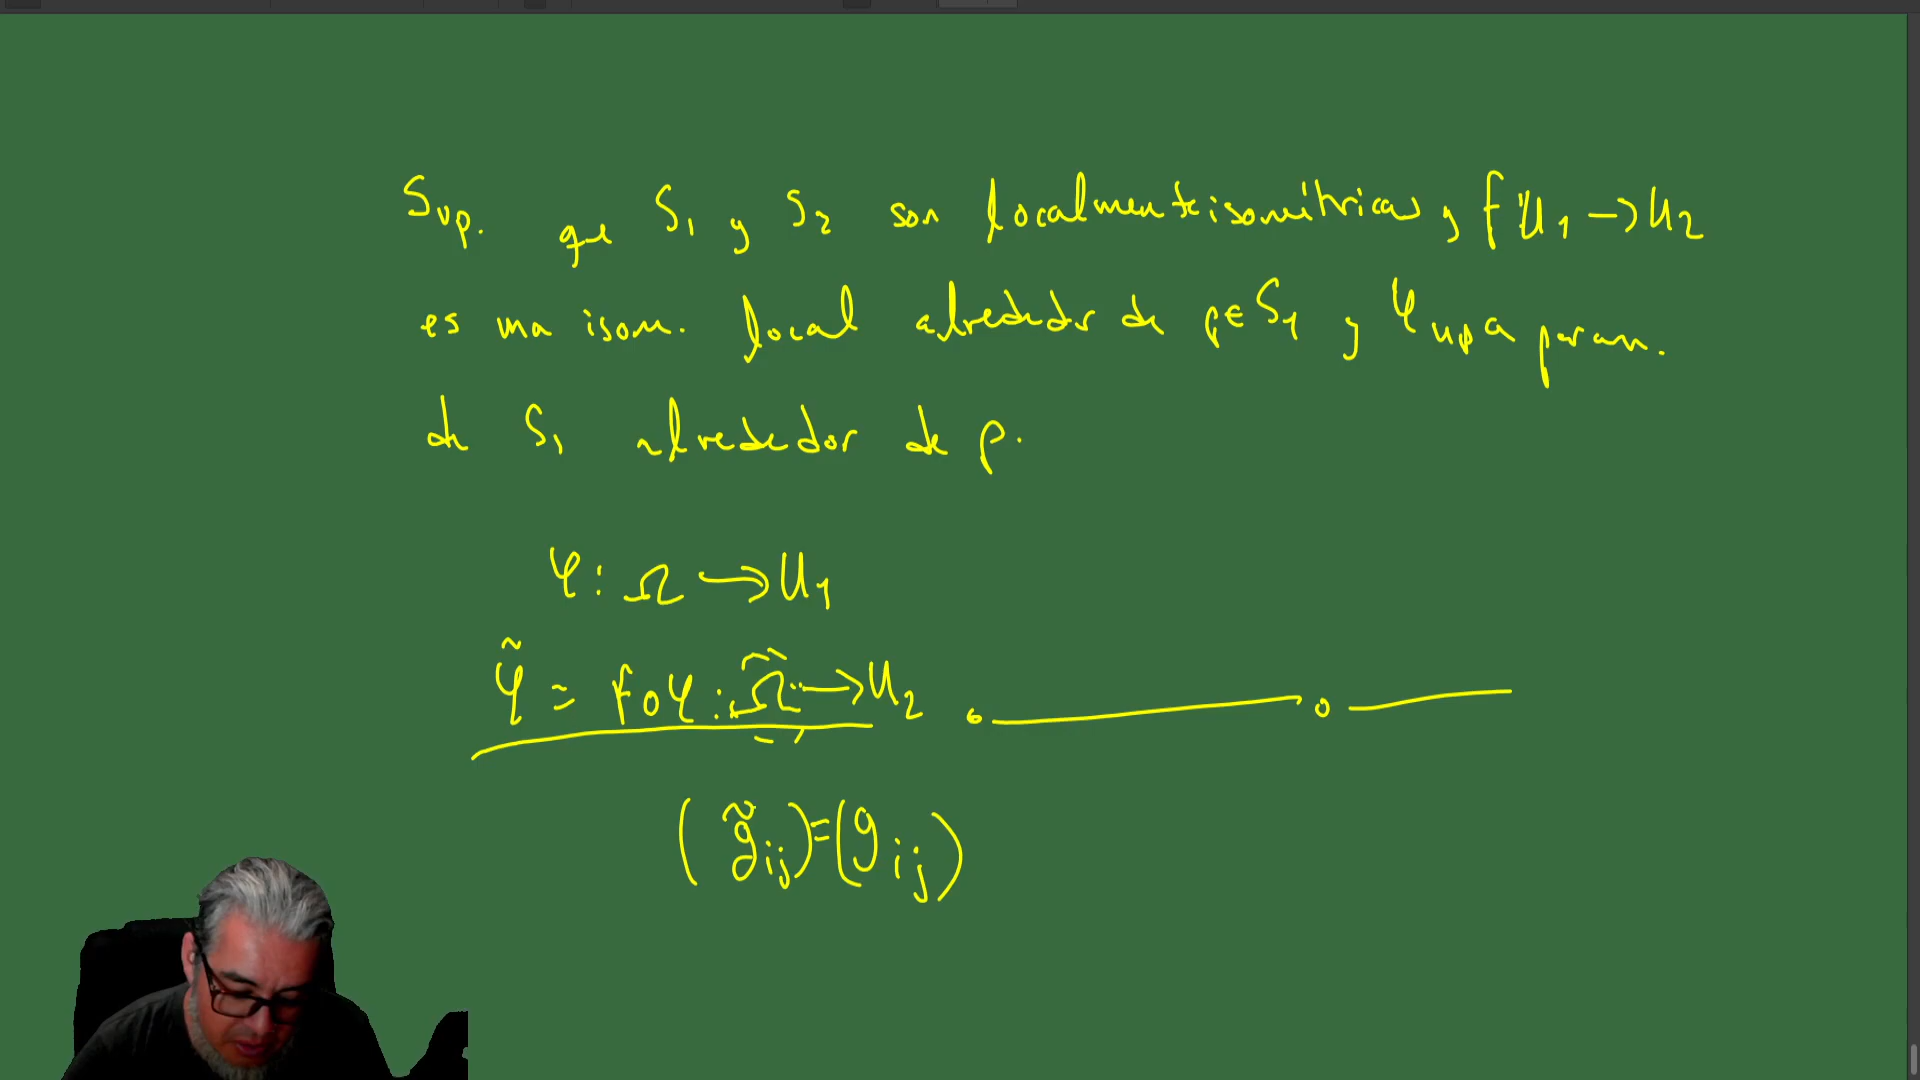 Sup. que S₁ y S₂ son localmente isométricas y f: U₁ → U₂
es una isom. local alrededor de p ∈ S₁ y φ una param.
de S₁ alrededor de p.
φ: Ω → U₁
φ̃ = f∘φ: Ω → U₂
(g̃ᵢⱼ) = (gᵢⱼ)